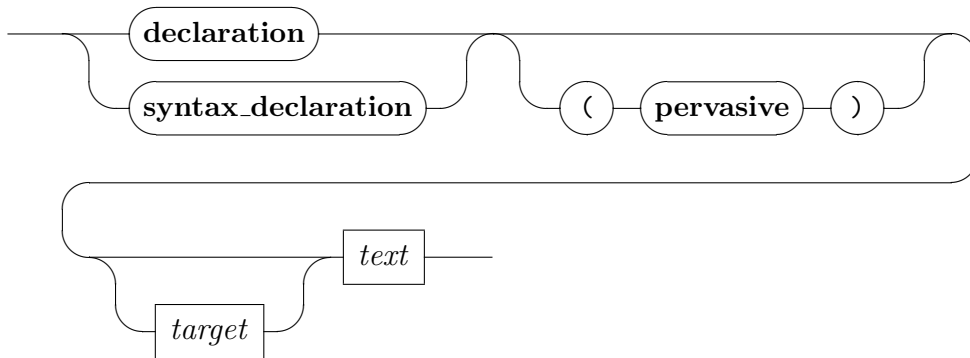 declaration
syntax_declaration ( pervasive )
text
target